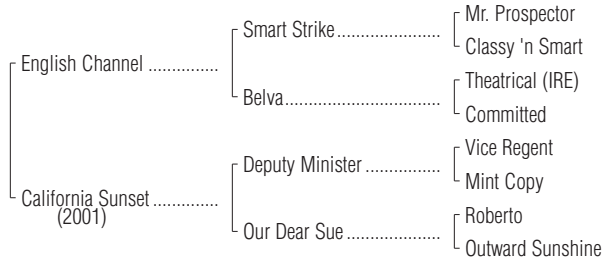 Mr. Prospector
Smart Strike..................
Classy 'n Smart
English Channel ..............
Theatrical (IRE)
Belva...........................
Committed
Vice Regent
Deputy Minister ...............
Mint Copy
California Sunset .............
(2001)
Roberto
Our Dear Sue .................
Outward Sunshine